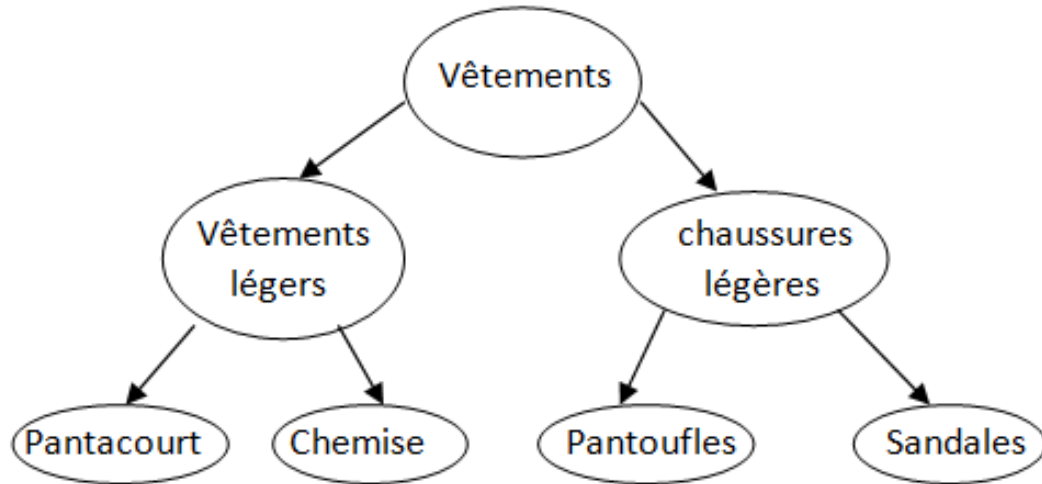 Vêtements
Vêtements
légers
chaussures
légères
Pantacourt
Chemise
Pantoufles
Sandales